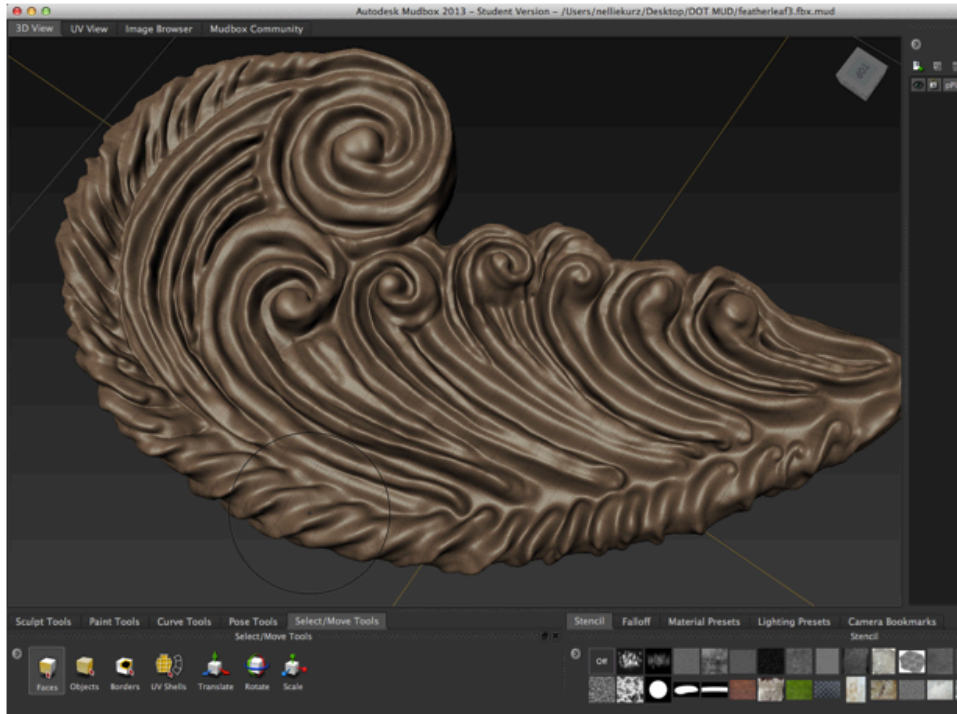 Autodesk Mudbox 2013 - Student Version - /Users/nelliekurz/Desktop/DOT MUD/featherleaf3.fbx.mud
3D View UV View Image Browser Mudbox Community
TOP
Sculpt Tools Paint Tools Curve Tools Pose Tools Select/Move Tools Stencil Falloff Material Presets Lighting Presets Camera Bookmarks
Select/Move Tools Stencil
Off
Faces Objects Borders UV Shells Translate Rotate Scale